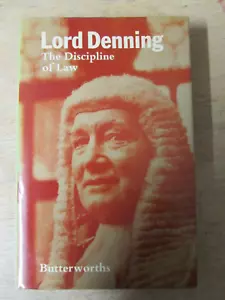 Lord Denning
The Discipline
of Law
Butterworths